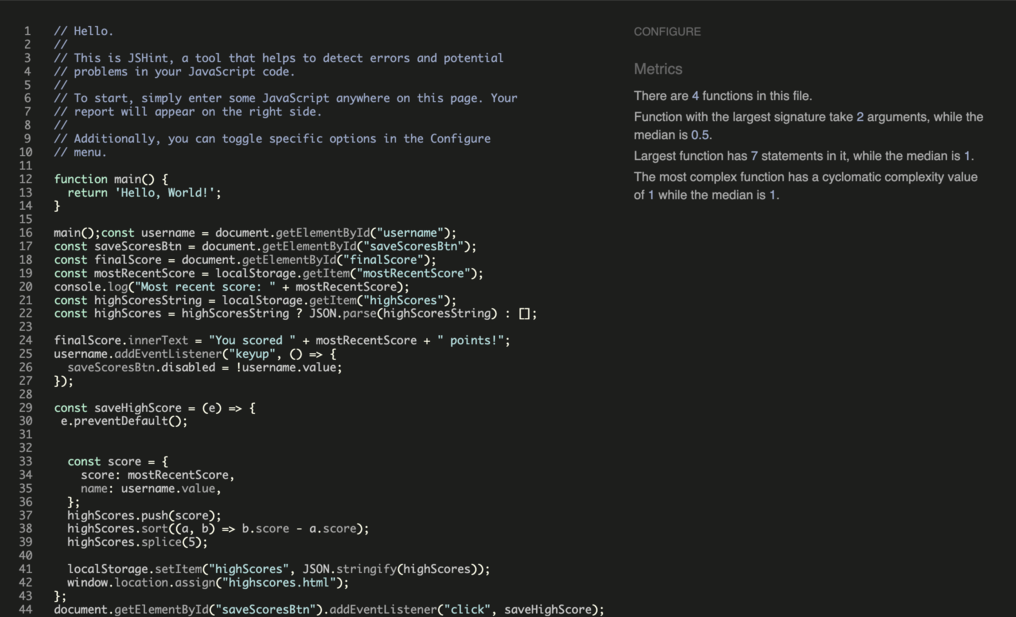 1 // Hello.
2 //
3 // This is JSHint, a tool that helps to detect errors and potential
4 // problems in your JavaScript code.
5 //
6 // To start, simply enter some JavaScript anywhere on this page. Your
7 // report will appear on the right side.
8 //
9 // Additionally, you can toggle specific options in the Configure
10 // menu.
11
12 function main() {
13   return 'Hello, World!';
14 }
15
16 main();const username = document.getElementById("username");
17 const saveScoresBtn = document.getElementById("saveScoresBtn");
18 const finalScore = document.getElementById("finalScore");
19 const mostRecentScore = localStorage.getItem("mostRecentScore");
20 console.log("Most recent score: " + mostRecentScore);
21 const highScoresString = localStorage.getItem("highScores");
22 const highScores = highScoresString ? JSON.parse(highScoresString) : [];
23
24 finalScore.innerText = "You scored " + mostRecentScore + " points!";
25 username.addEventListener("keyup", () => {
26   saveScoresBtn.disabled = !username.value;
27 });
28
29 const saveHighScore = (e) => {
30  e.preventDefault();
31
32
33   const score = {
34     score: mostRecentScore,
35     name: username.value,
36   };
37   highScores.push(score);
38   highScores.sort((a, b) => b.score - a.score);
39   highScores.splice(5);
40
41   localStorage.setItem("highScores", JSON.stringify(highScores));
42   window.location.assign("highscores.html");
43 };
44 document.getElementById("saveScoresBtn").addEventListener("click", saveHighScore);
CONFIGURE
Metrics
There are 4 functions in this file.
Function with the largest signature take 2 arguments, while the
median is 0.5.
Largest function has 7 statements in it, while the median is 1.
The most complex function has a cyclomatic complexity value
of 1 while the median is 1.